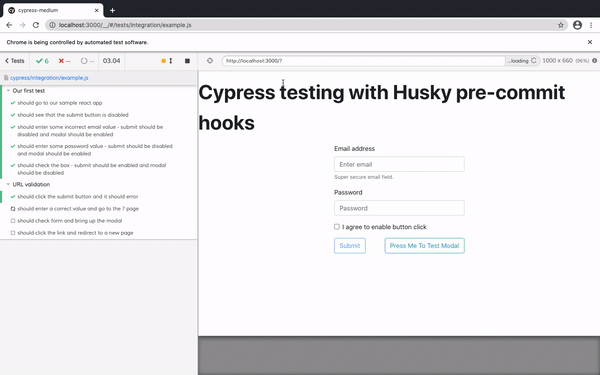 cypress-medium
localhost:3000/__/#/tests/integration/example.js
Chrome is being controlled by automated test software.
Tests
6
--
--
03.04
http://localhost:3000/?
...loading
1000 x 660 (96%)
cypress/integration/example.js
Our first test
should go to our sample react app
should see that the submit button is disabled
should enter some incorrect email value - submit should be
disabled and modal should be enabled
should enter some password value - submit should be disabled
and modal should be enabled
should check the box - submit should be enabled and modal
should be disabled
URL validation
should click the submit button and it should error
should enter a correct value and go to the ? page
should check form and bring up the modal
should click the link and redirect to a new page
Cypress testing with Husky pre-commit
hooks
Email address
Enter email
Super secure email field.
Password
Password
I agree to enable button click
Submit
Press Me To Test Modal